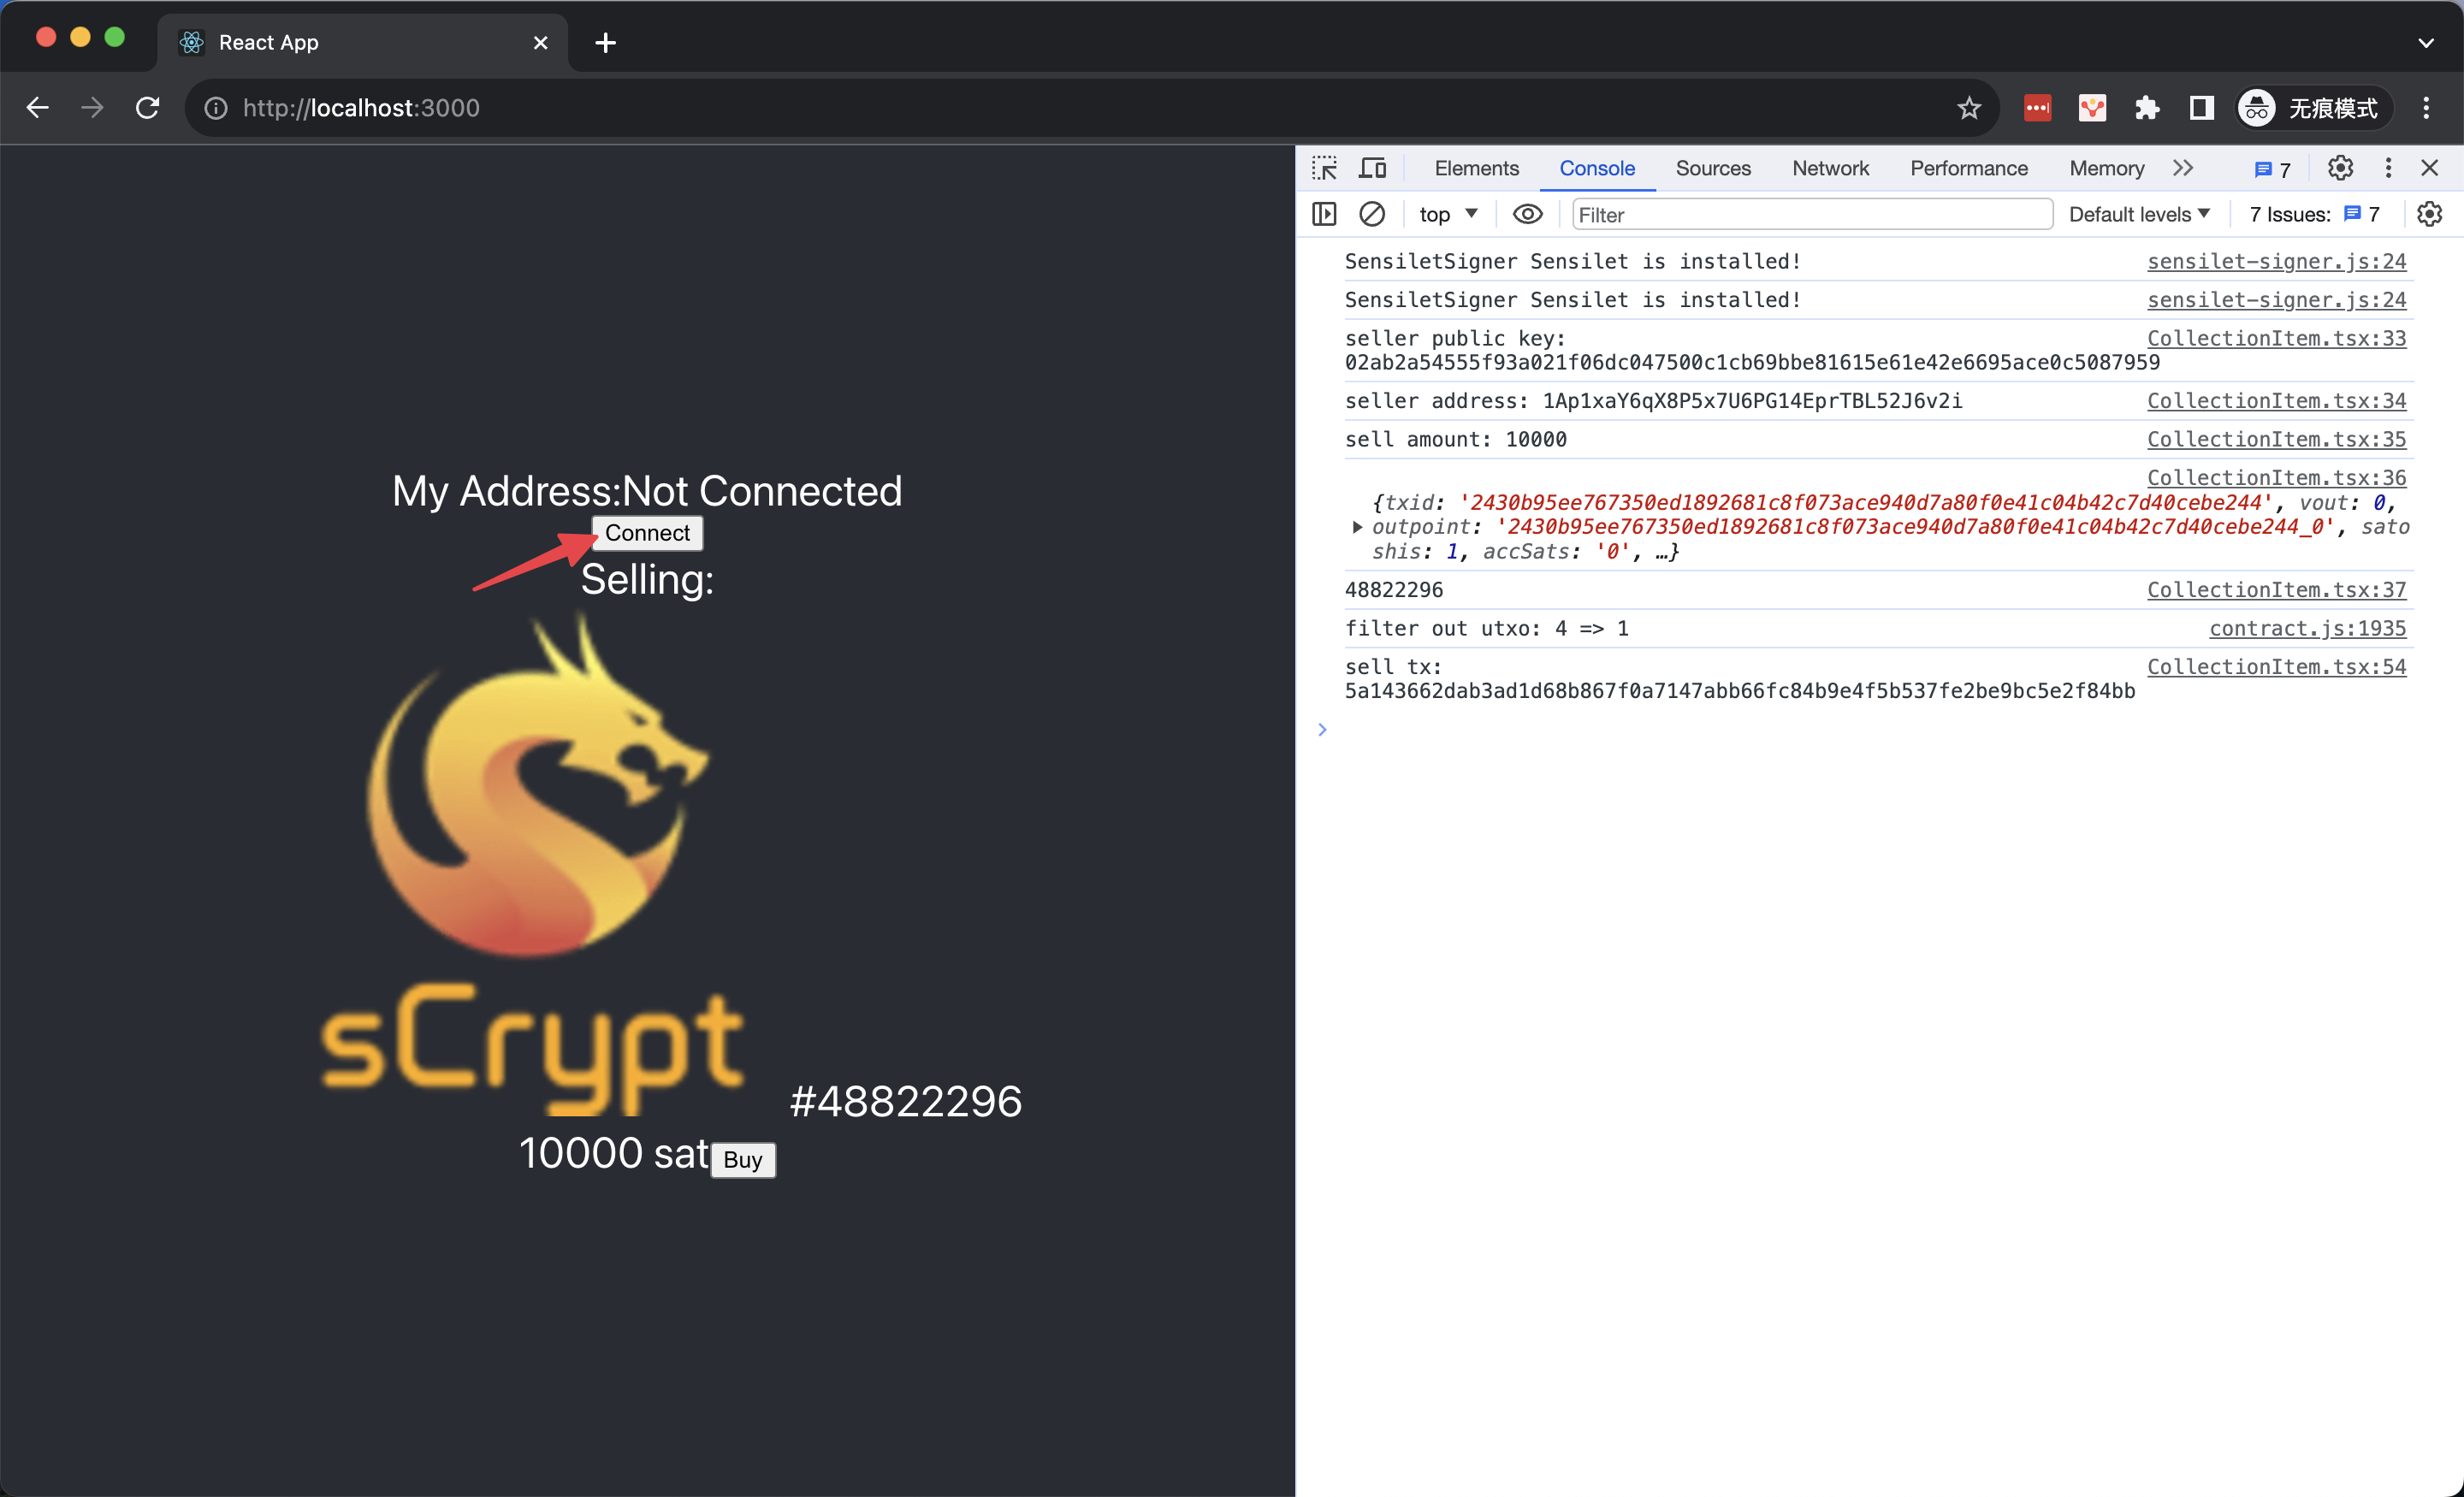 React App
http://localhost:3000
无痕模式
My Address:Not Connected
Connect
Selling:
sCrypt
#48822296
10000 sat
Buy
Elements Console Sources Network Performance Memory 7
top Filter Default levels 7 Issues: 7
SensiletSigner Sensilet is installed! sensilet-signer.js:24
SensiletSigner Sensilet is installed! sensilet-signer.js:24
seller public key: CollectionItem.tsx:33
02ab2a54555f93a021f06dc047500c1cb69bbe81615e61e42e6695ace0c5087959
seller address: 1Ap1xaY6qX8P5x7U6PG14EprTBL52J6v2i CollectionItem.tsx:34
sell amount: 10000 CollectionItem.tsx:35
CollectionItem.tsx:36
{txid: '2430b95ee767350ed1892681c8f073ace940d7a80f0e41c04b42c7d40cebe244', vout: 0,
outpoint: '2430b95ee767350ed1892681c8f073ace940d7a80f0e41c04b42c7d40cebe244_0', sato
shis: 1, accSats: '0', …}
48822296 CollectionItem.tsx:37
filter out utxo: 4 => 1 contract.js:1935
sell tx: CollectionItem.tsx:54
5a143662dab3ad1d68b867f0a7147abb66fc84b9e4f5b537fe2be9bc5e2f84bb